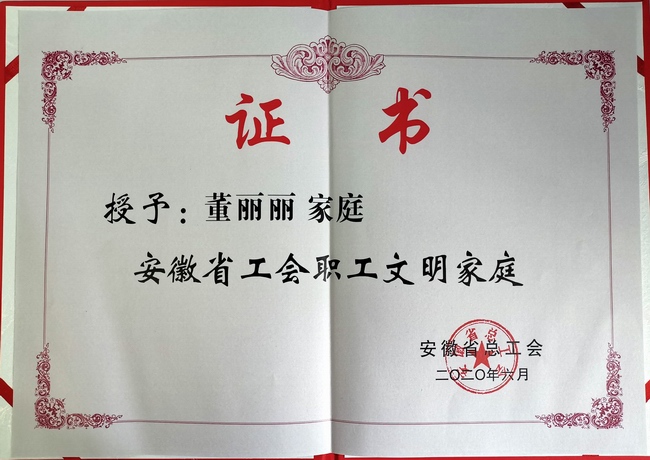 证 书
授予：董丽丽 家庭
安徽省工会职工文明家庭
安徽省总工会
二〇二〇年六月